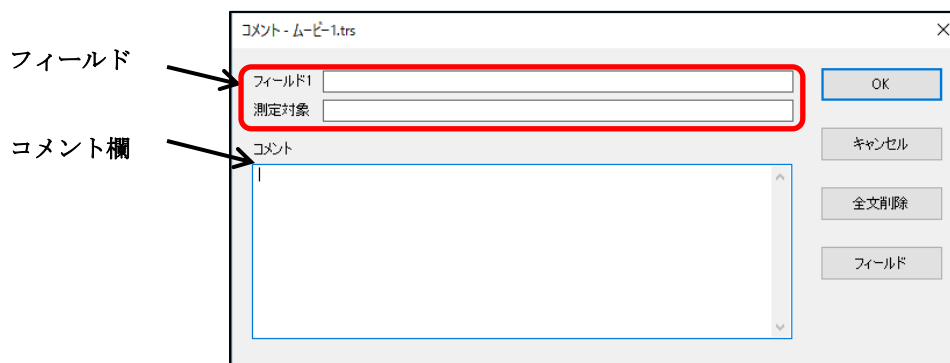 コメント - ムービー1.trs
フィールド
フィールド1
OK
測定対象
コメント欄
コメント
キャンセル
全文削除
フィールド